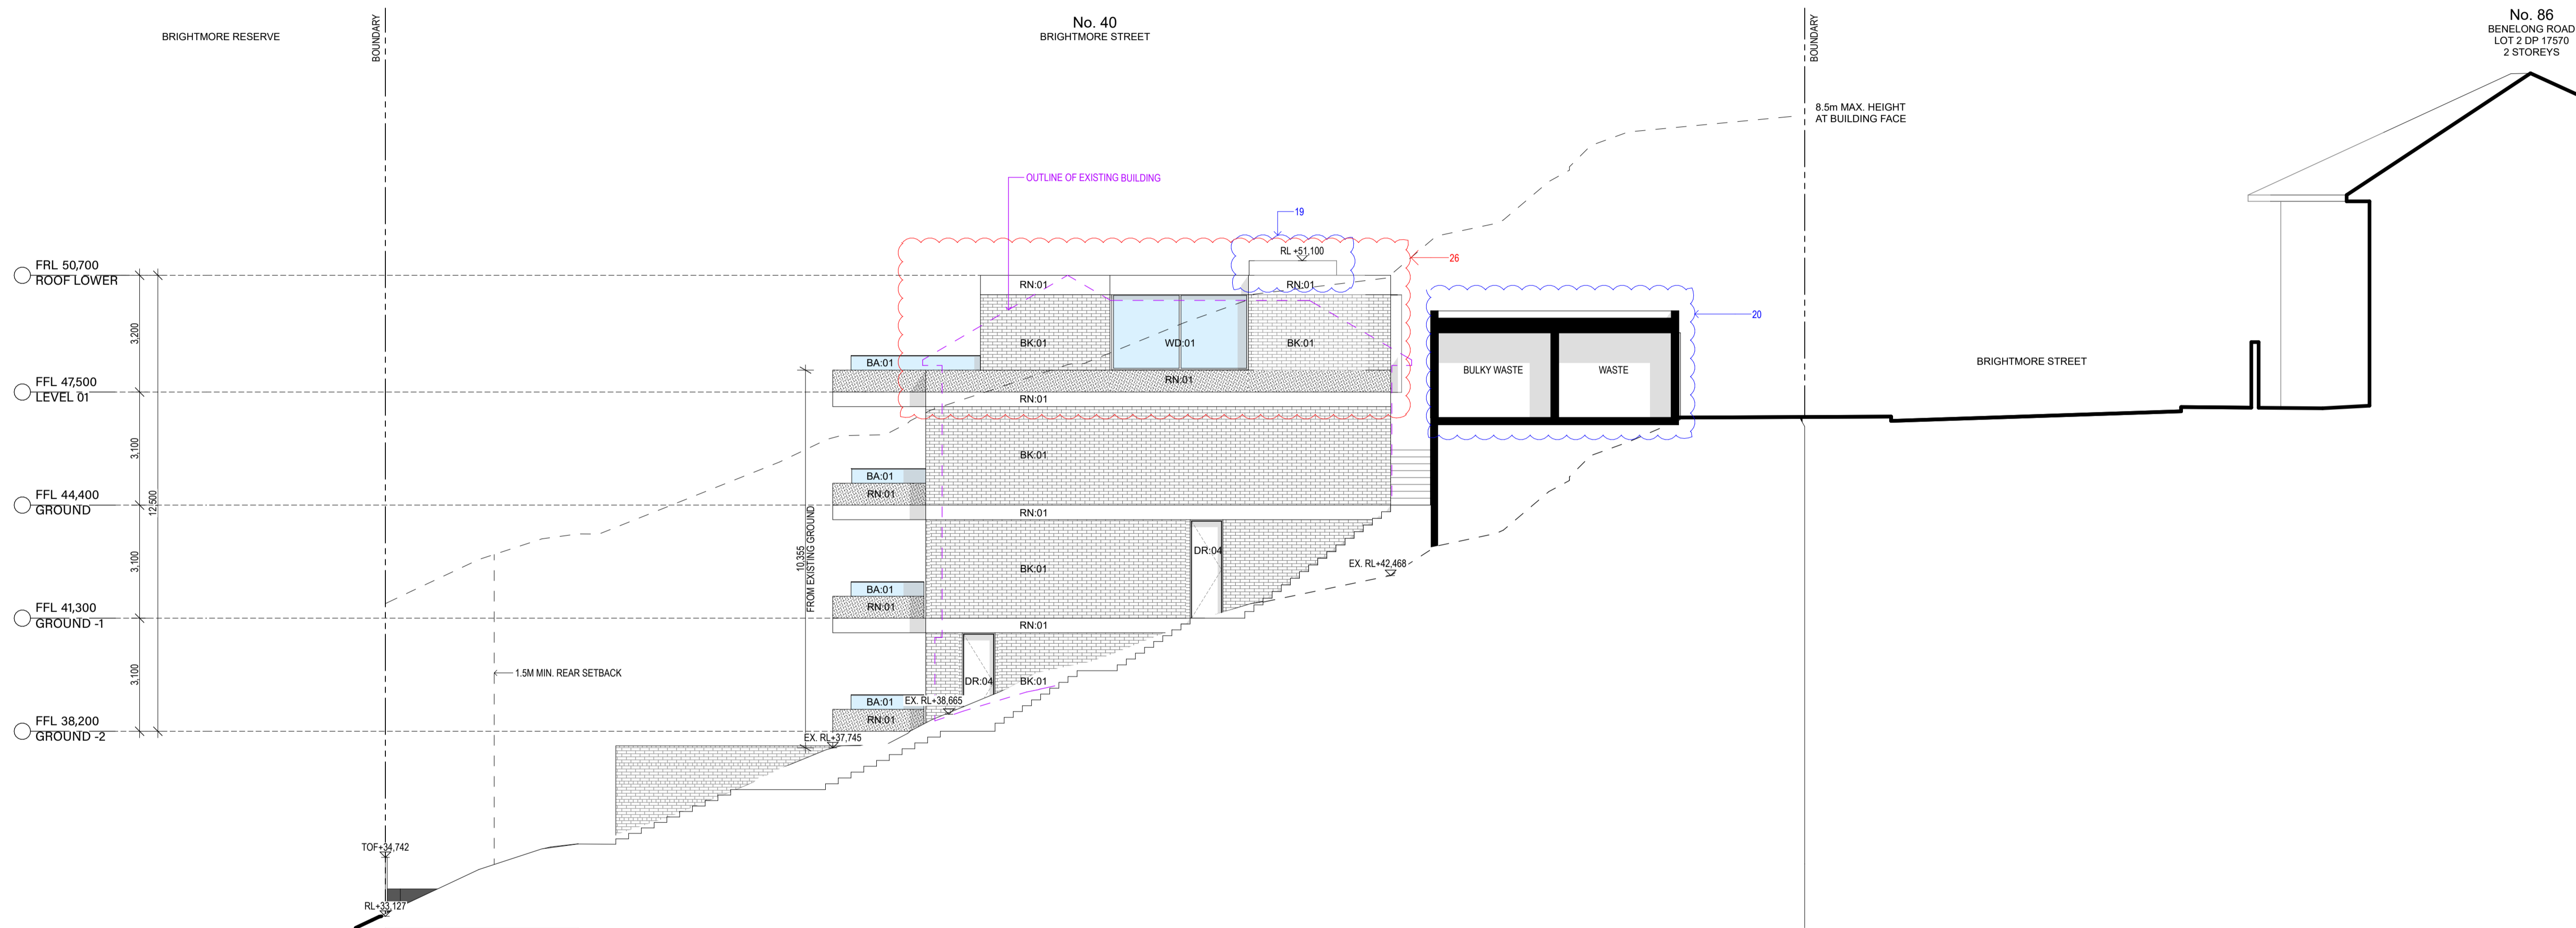 BRIGHTMORE RESERVE
BOUNDARY
No. 40
BRIGHTMORE STREET
BOUNDARY
No. 86
BENELONG ROAD
LOT 2 DP 17570
2 STOREYS
8.5m MAX. HEIGHT
AT BUILDING FACE
OUTLINE OF EXISTING BUILDING
19
RL +51,100
26
FRL 50,700
ROOF LOWER
RN:01
RN:01
20
3,200
BK:01
WD:01
BK:01
BA:01
BULKY WASTE
WASTE
BRIGHTMORE STREET
RN:01
FFL 47,500
LEVEL 01
RN:01
3,100
BK:01
BA:01
RN:01
FFL 44,400
GROUND
12,500
RN:01
3,100
10,355
FROM EXISTING GROUND
DR:04
BK:01
EX. RL+42,468
BA:01
RN:01
FFL 41,300
GROUND -1
RN:01
3,100
1.5M MIN. REAR SETBACK
DR:04
BK:01
BA:01
EX. RL+38,665
RN:01
FFL 38,200
GROUND -2
EX. RL+37,745
TOF+34,742
RL+33,127